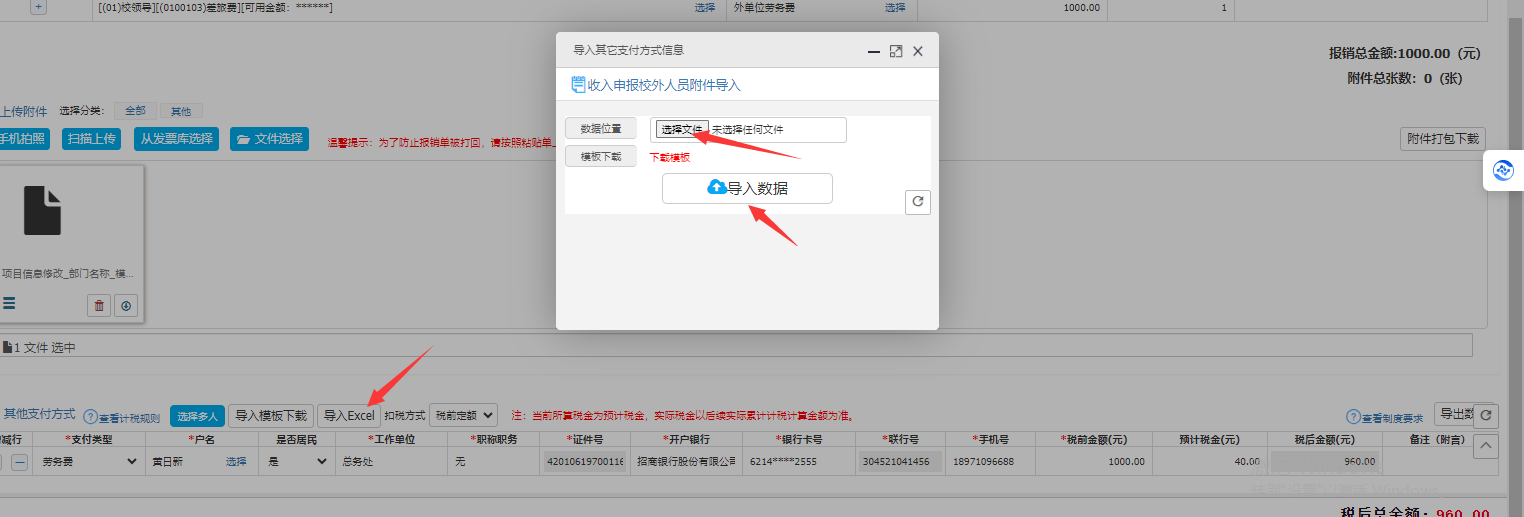 [(01)校领导][(0100103)差旅费][可用金额：******] 选择 外单位劳务费 选择 1000.00 1
导入其它支付方式信息
报销总金额:1000.00（元）
附件总张数：0（张）
收入申报校外人员附件导入
上传附件 选择分类： 全部 其他
数据位置 选择文件 未选择任何文件
手机拍照 扫描上传 从发票库选择 文件选择 温馨提示：为了防止报销单被打回，请按照粘贴单 附件打包下载
模板下载 下载模板
导入数据
项目信息修改_部门名称_模...
1 文件 选中
其他支付方式 查看计税规则 选择多人 导入模板下载 导入Excel 扣税方式 税前定额 注：当前所算税金为预计税金，实际税金以后续实际累计计税计算金额为准。 查看制度要求 导出数
减行 *支付类型 *户名 是否居民 *工作单位 *职称职务 *证件号 *开户银行 *银行卡号 *联行号 *手机号 *税前金额(元) 预计税金(元) 税后金额(元) 备注（附言）
劳务费 黄日新 选择 是 总务处 无 42010619700116 招商银行股份有限公司 6214****2555 304521041456 18971096688 1000.00 40.00 960.00
税后总金额：960.00